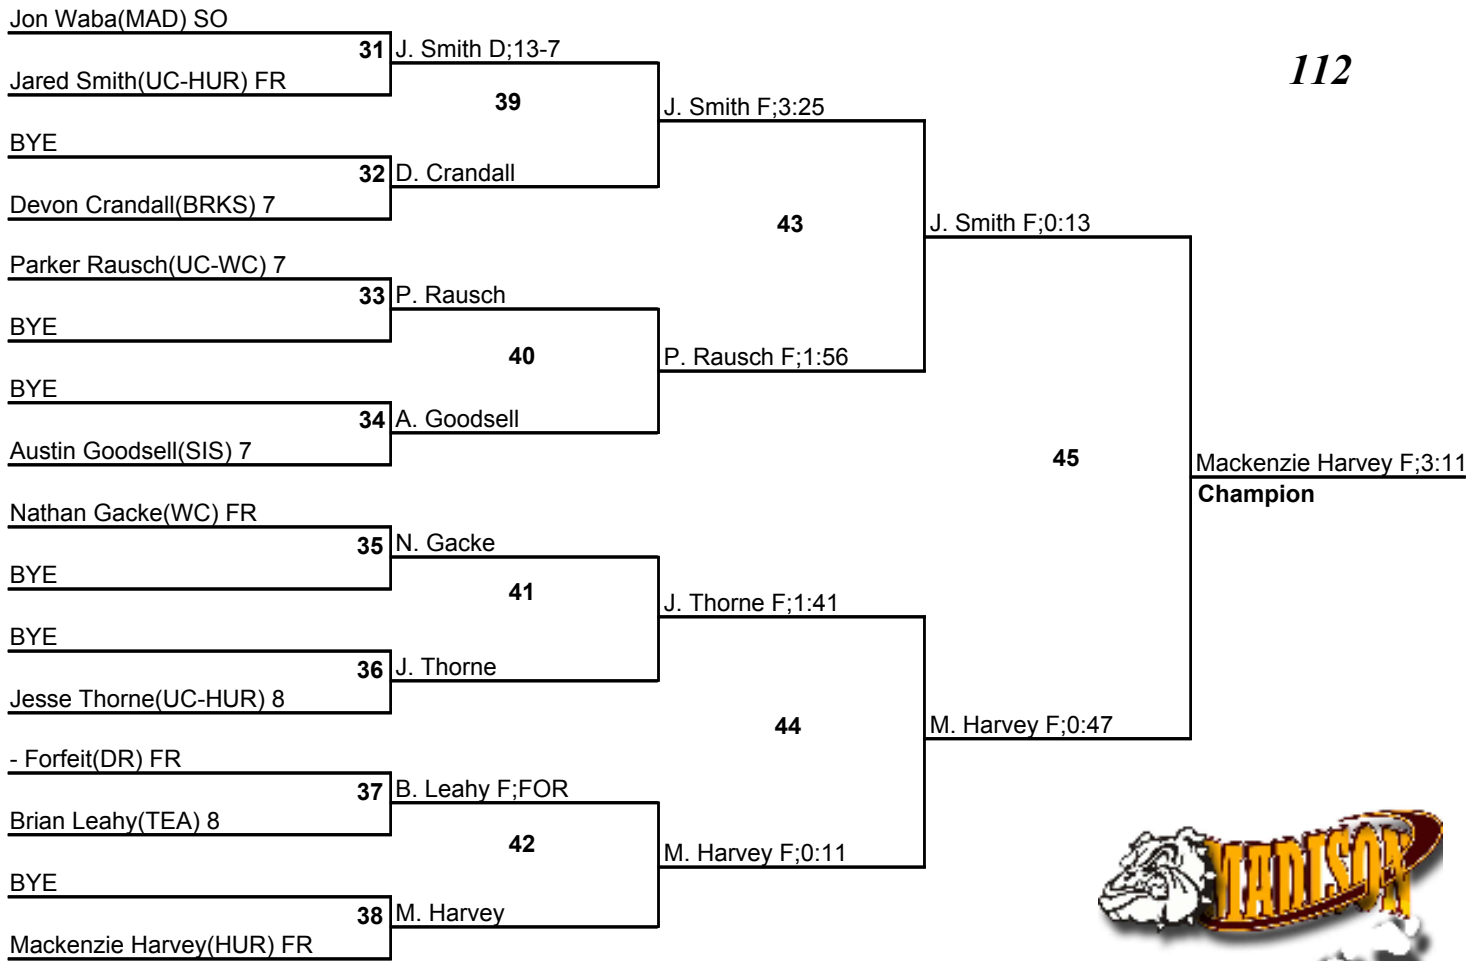 Jon Waba(MAD) SO
31 J. Smith D;13-7
112
Jared Smith(UC-HUR) FR
39
J. Smith F;3:25
BYE
32 D. Crandall
Devon Crandall(BRKS) 7
43
J. Smith F;0:13
Parker Rausch(UC-WC) 7
33 P. Rausch
BYE
40
P. Rausch F;1:56
BYE
34 A. Goodsell
Austin Goodsell(SIS) 7
45
Mackenzie Harvey F;3:11
Champion
Nathan Gacke(WC) FR
35 N. Gacke
BYE
41
J. Thorne F;1:41
BYE
36 J. Thorne
Jesse Thorne(UC-HUR) 8
44
M. Harvey F;0:47
- Forfeit(DR) FR
37 B. Leahy F;FOR
Brian Leahy(TEA) 8
42
M. Harvey F;0:11
BYE
38 M. Harvey
Mackenzie Harvey(HUR) FR
MADISON